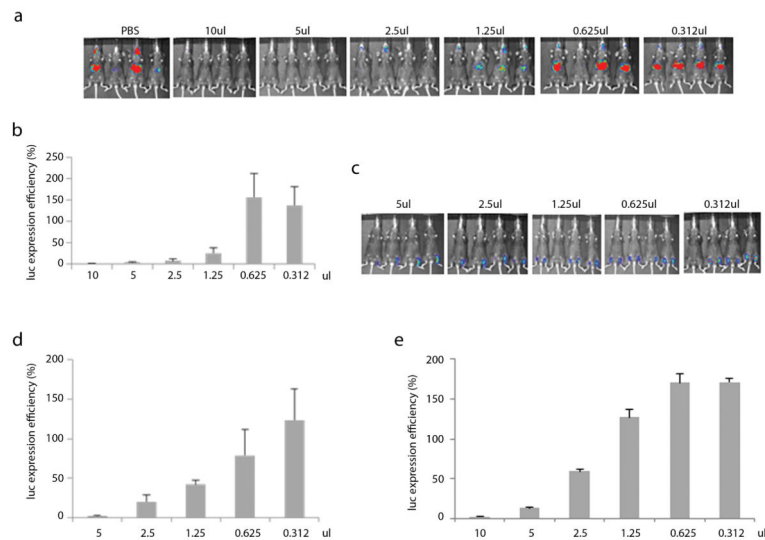 a
PBS 10ul 5ul 2.5ul 1.25ul 0.625ul 0.312ul
b
luc expression efficiency (%)
250
200
150
100
50
0
10 5 2.5 1.25 0.625 0.312 ul
c
5ul 2.5ul 1.25ul 0.625ul 0.312ul
d
luc expression efficiency (%)
200
150
100
50
0
5 2.5 1.25 0.625 0.312 ul
e
luc expression efficiency (%)
200
150
100
50
0
10 5 2.5 1.25 0.625 0.312 ul